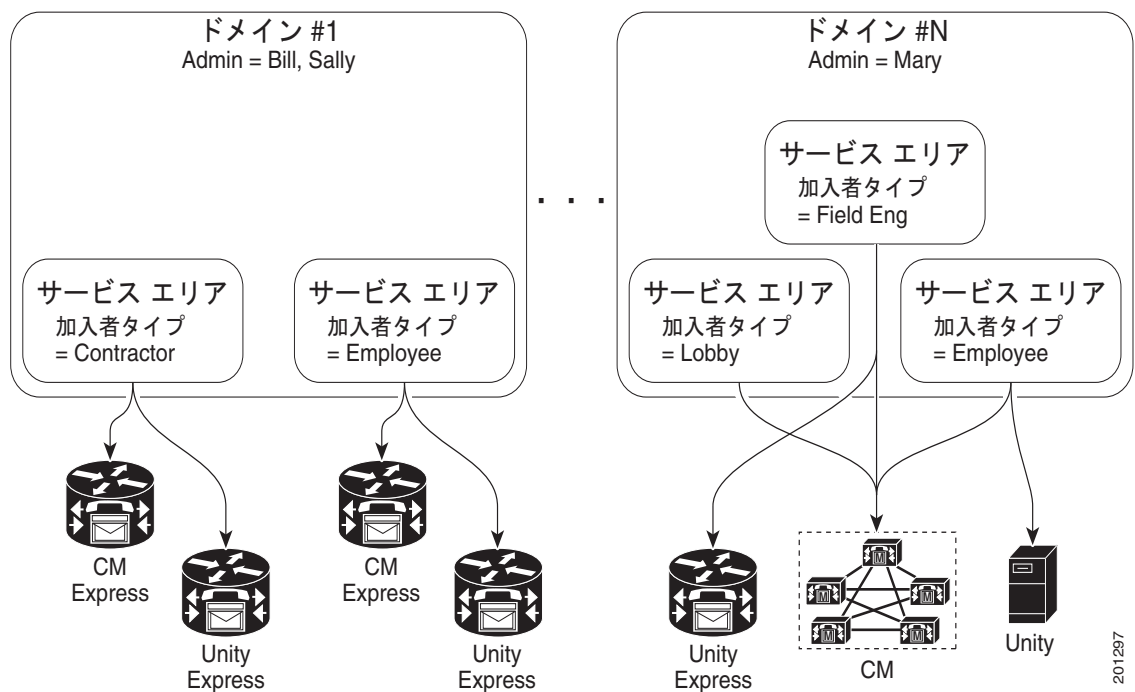 ドメイン #1
Admin = Bill, Sally
サービス エリア
加入者タイプ
= Contractor
サービス エリア
加入者タイプ
= Employee
. . .
ドメイン #N
Admin = Mary
サービス エリア
加入者タイプ
= Field Eng
サービス エリア
加入者タイプ
= Lobby
サービス エリア
加入者タイプ
= Employee
CM
Express
Unity
Express
CM
Express
Unity
Express
Unity
Express
M
M
M
M
M
CM
Unity
201297